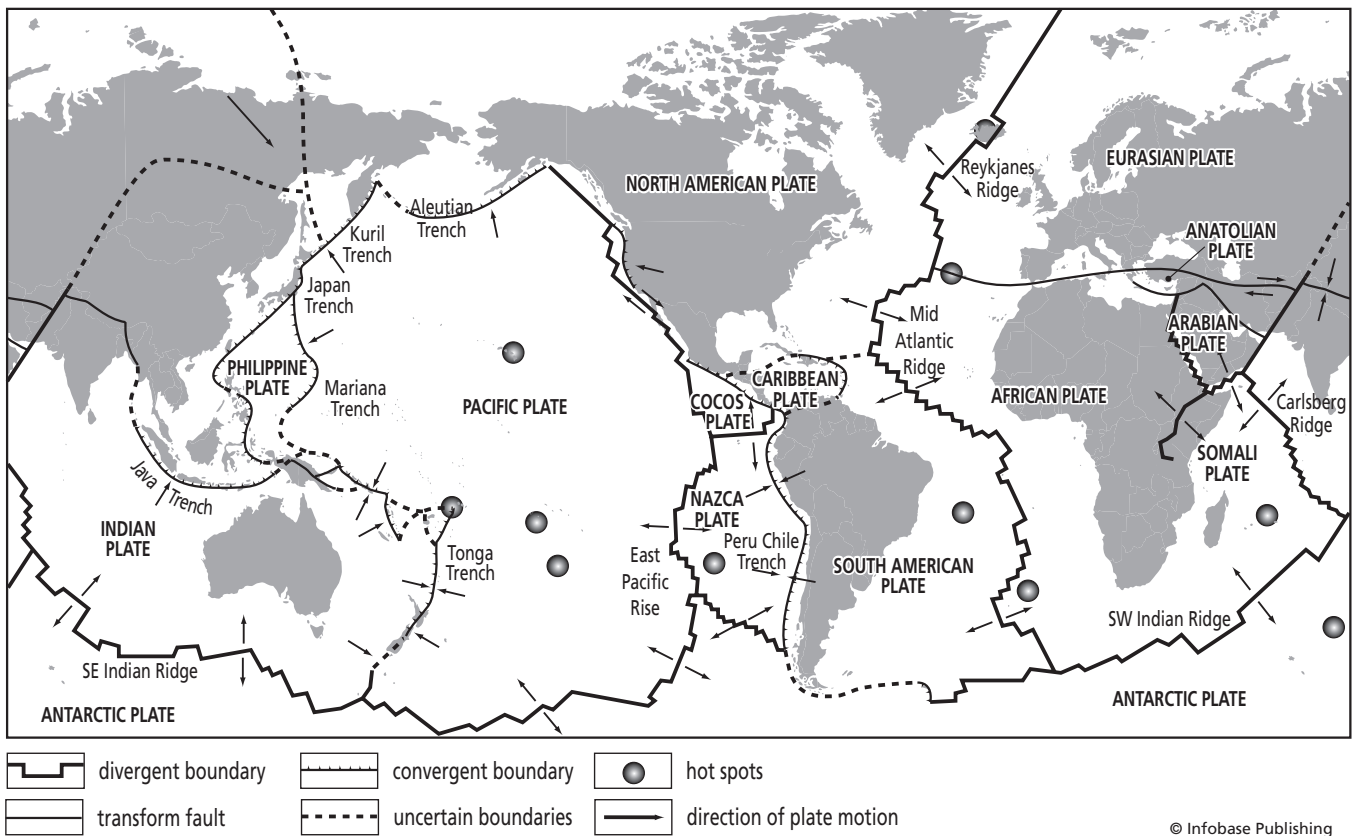 NORTH AMERICAN PLATE
Aleutian
Trench
Kuril
Trench
Japan
Trench
PHILIPPINE
PLATE
Mariana
Trench
PACIFIC PLATE
Java Trench
INDIAN
PLATE
Tonga
Trench
SE Indian Ridge
ANTARCTIC PLATE
COCOS
PLATE
CARIBBEAN
PLATE
NAZCA
PLATE
Peru Chile
Trench
East
Pacific
Rise
SOUTH AMERICAN
PLATE
Reykjanes
Ridge
EURASIAN PLATE
ANATOLIAN
PLATE
Mid
Atlantic
Ridge
ARABIAN
PLATE
AFRICAN PLATE
Carlsberg
Ridge
SOMALI
PLATE
SW Indian Ridge
ANTARCTIC PLATE
divergent boundary
convergent boundary
hot spots
transform fault
uncertain boundaries
direction of plate motion
© Infobase Publishing